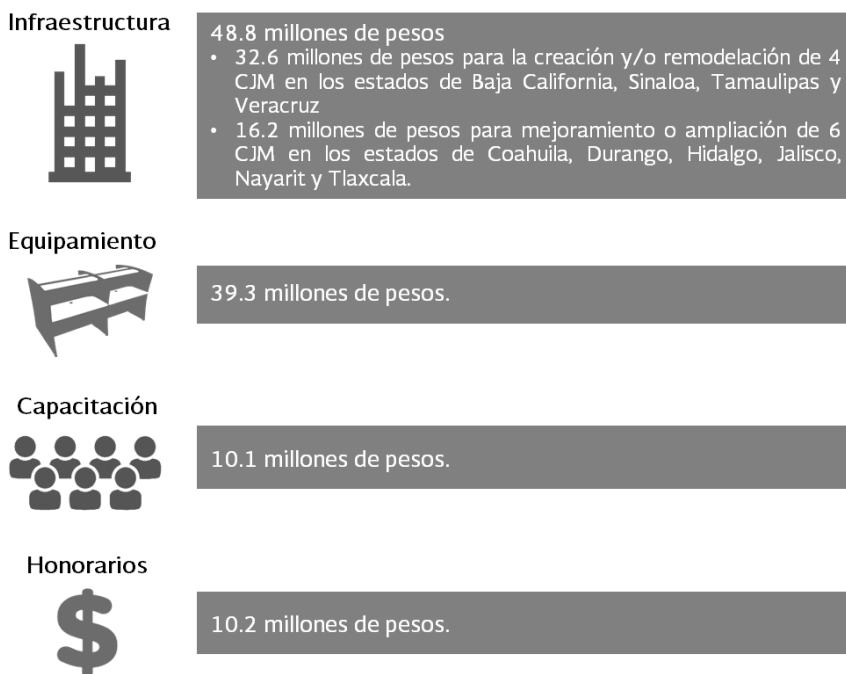 Infraestructura
48.8 millones de pesos
• 32.6 millones de pesos para la creación y/o remodelación de 4
CJM en los estados de Baja California, Sinaloa, Tamaulipas y
Veracruz
• 16.2 millones de pesos para mejoramiento o ampliación de 6
CJM en los estados de Coahuila, Durango, Hidalgo, Jalisco,
Nayarit y Tlaxcala.
Equipamiento
39.3 millones de pesos.
Capacitación
10.1 millones de pesos.
Honorarios
$
10.2 millones de pesos.